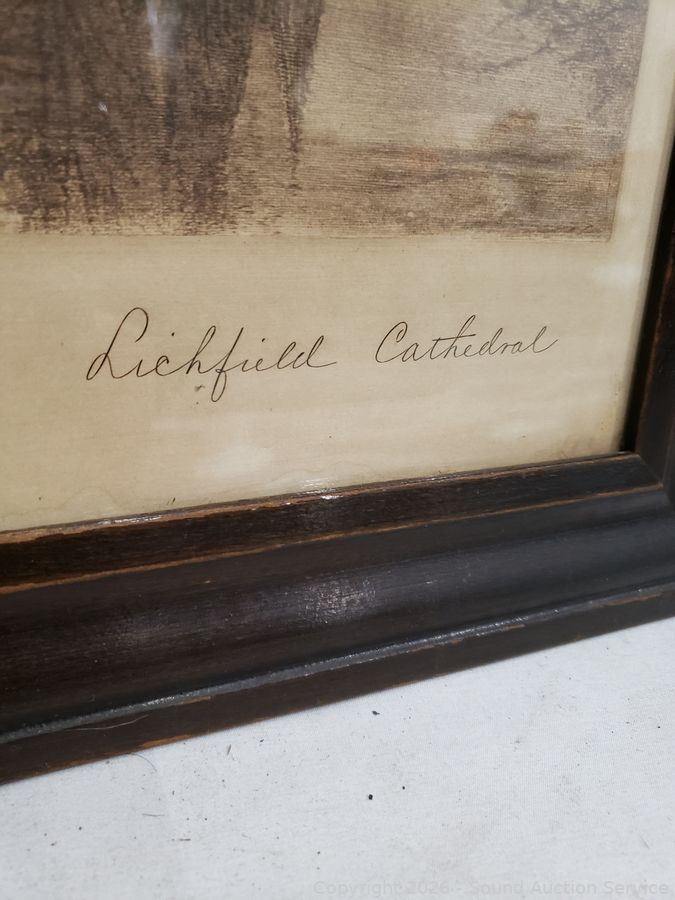 Lichfield Cathedral
Copyright 2026 - Sound Auction Service